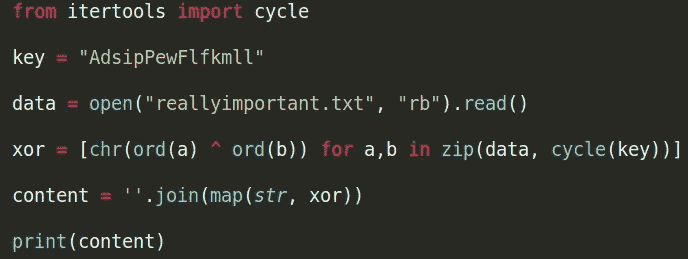 from itertools import cycle
key = "AdsipPewFlfkmll"
data = open("reallyimportant.txt", "rb").read()
xor = [chr(ord(a) ^ ord(b)) for a,b in zip(data, cycle(key))]
content = ''.join(map(str, xor))
print(content)